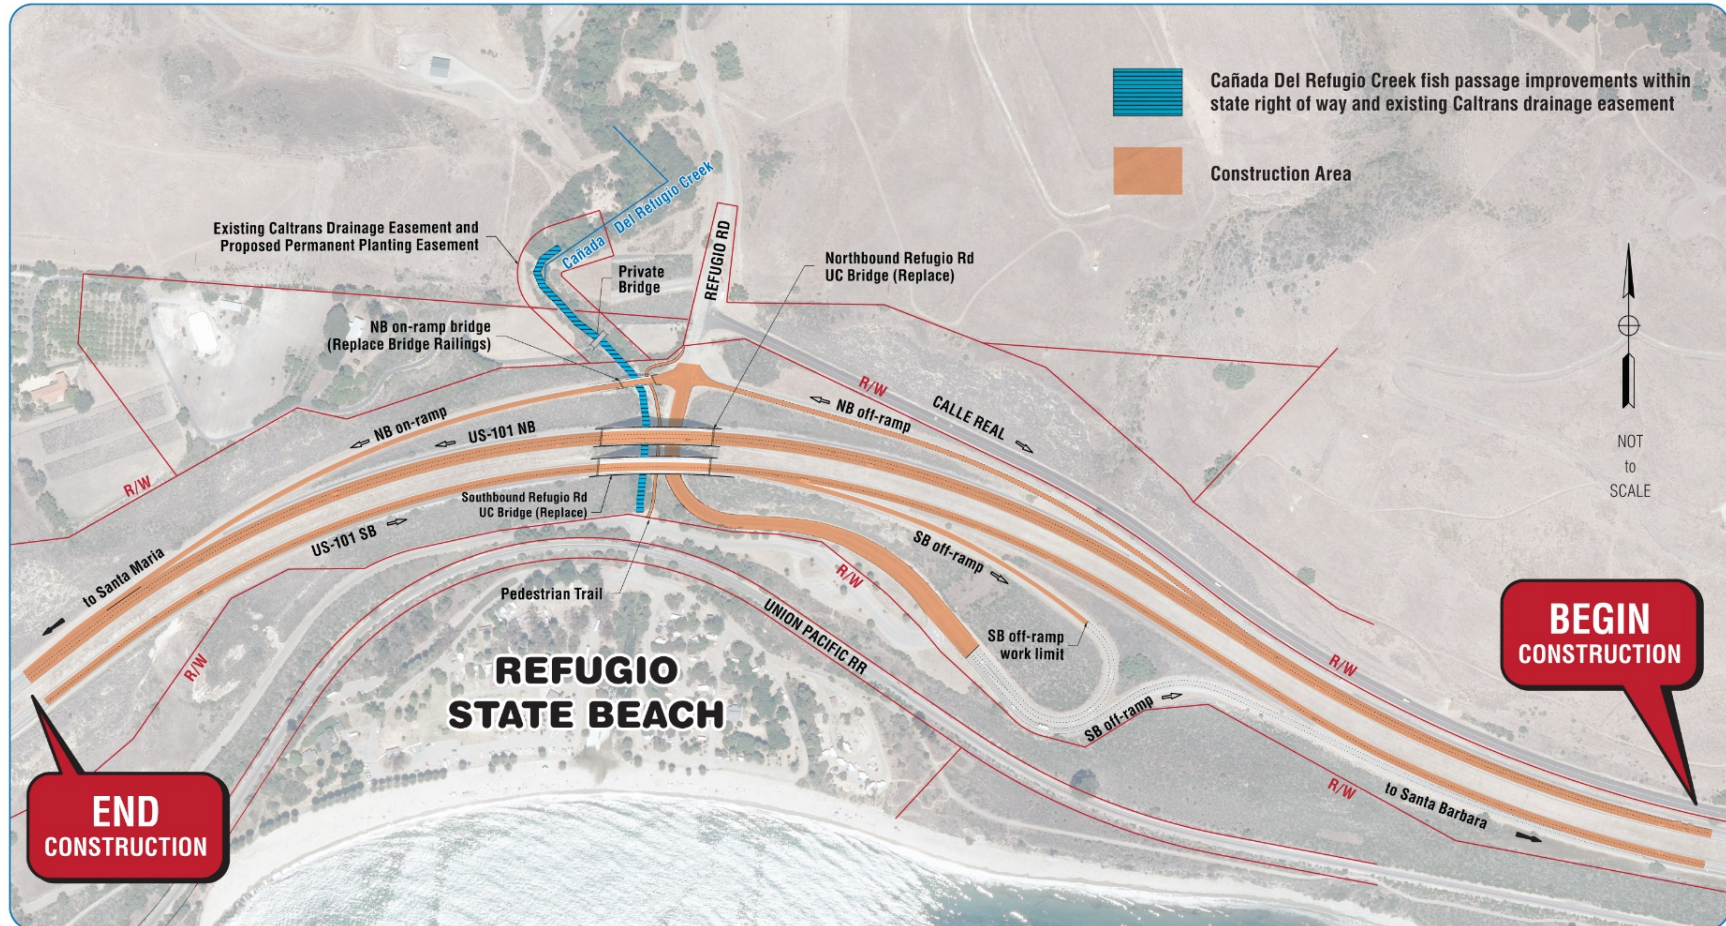 Cañada Del Refugio Creek fish passage improvements within
state right of way and existing Caltrans drainage easement
Construction Area
Existing Caltrans Drainage Easement and
Proposed Permanent Planting Easement
Cañada Del Refugio Creek
Private
Bridge
REFUGIO RD
Northbound Refugio Rd
UC Bridge (Replace)
NB on-ramp bridge
(Replace Bridge Railings)
NOT
to
SCALE
R/W
CALLE REAL
NB off-ramp
NB on-ramp
US-101 NB
R/W
Southbound Refugio Rd
UC Bridge (Replace)
US-101 SB
to Santa Maria
SB off-ramp
R/W
Pedestrian Trail
UNION PACIFIC RR
SB off-ramp
work limit
BEGIN
CONSTRUCTION
R/W
R/W
REFUGIO
STATE BEACH
SB off-ramp
R/W
to Santa Barbara
END
CONSTRUCTION